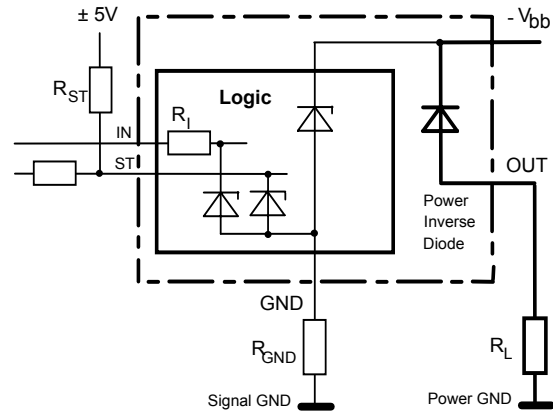 ± 5V
- Vbb
RST
Logic
IN
RI
ST
OUT
Power
Inverse
Diode
GND
RGND
RL
Signal GND
Power GND